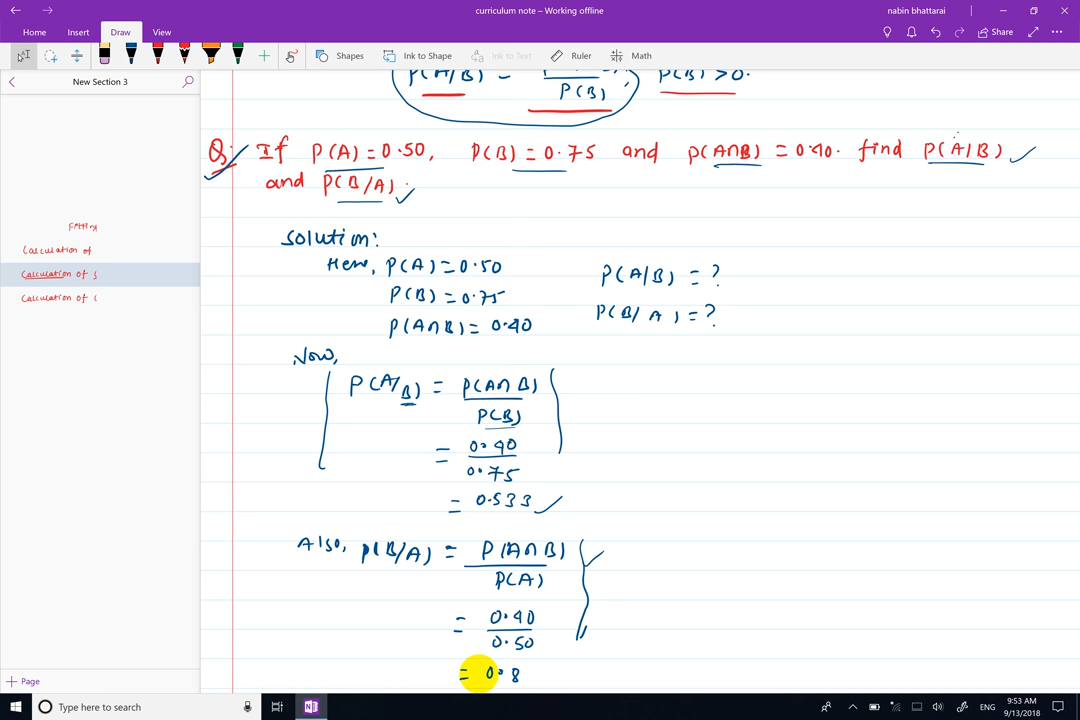 curriculum note – Working offline
nabin bhattarai
Home Insert Draw View
Shapes Ink to Shape Ink to Text Ruler Math
Share
New Section 3
Calculation of
Calculation of
Calculation of
+ Page
P(A/B) =
P(B)
P(B) >0.
Q: If P(A) = 0.50, P(B) = 0.75 and P(A∩B) = 0.40. find P(A/B)
and P(B/A).
Solution:
Here, P(A) = 0.50
P(B) = 0.75
P(A∩B) = 0.40
P(A/B) = ?
P(B/A) = ?
Now,
P(A/B) = P(A∩B)
P(B)
= 0.40
0.75
= 0.533
Also, P(B/A) = P(A∩B)
P(A)
= 0.40
0.50
= 0.8
Type here to search
ENG
9:53 AM
9/13/2018